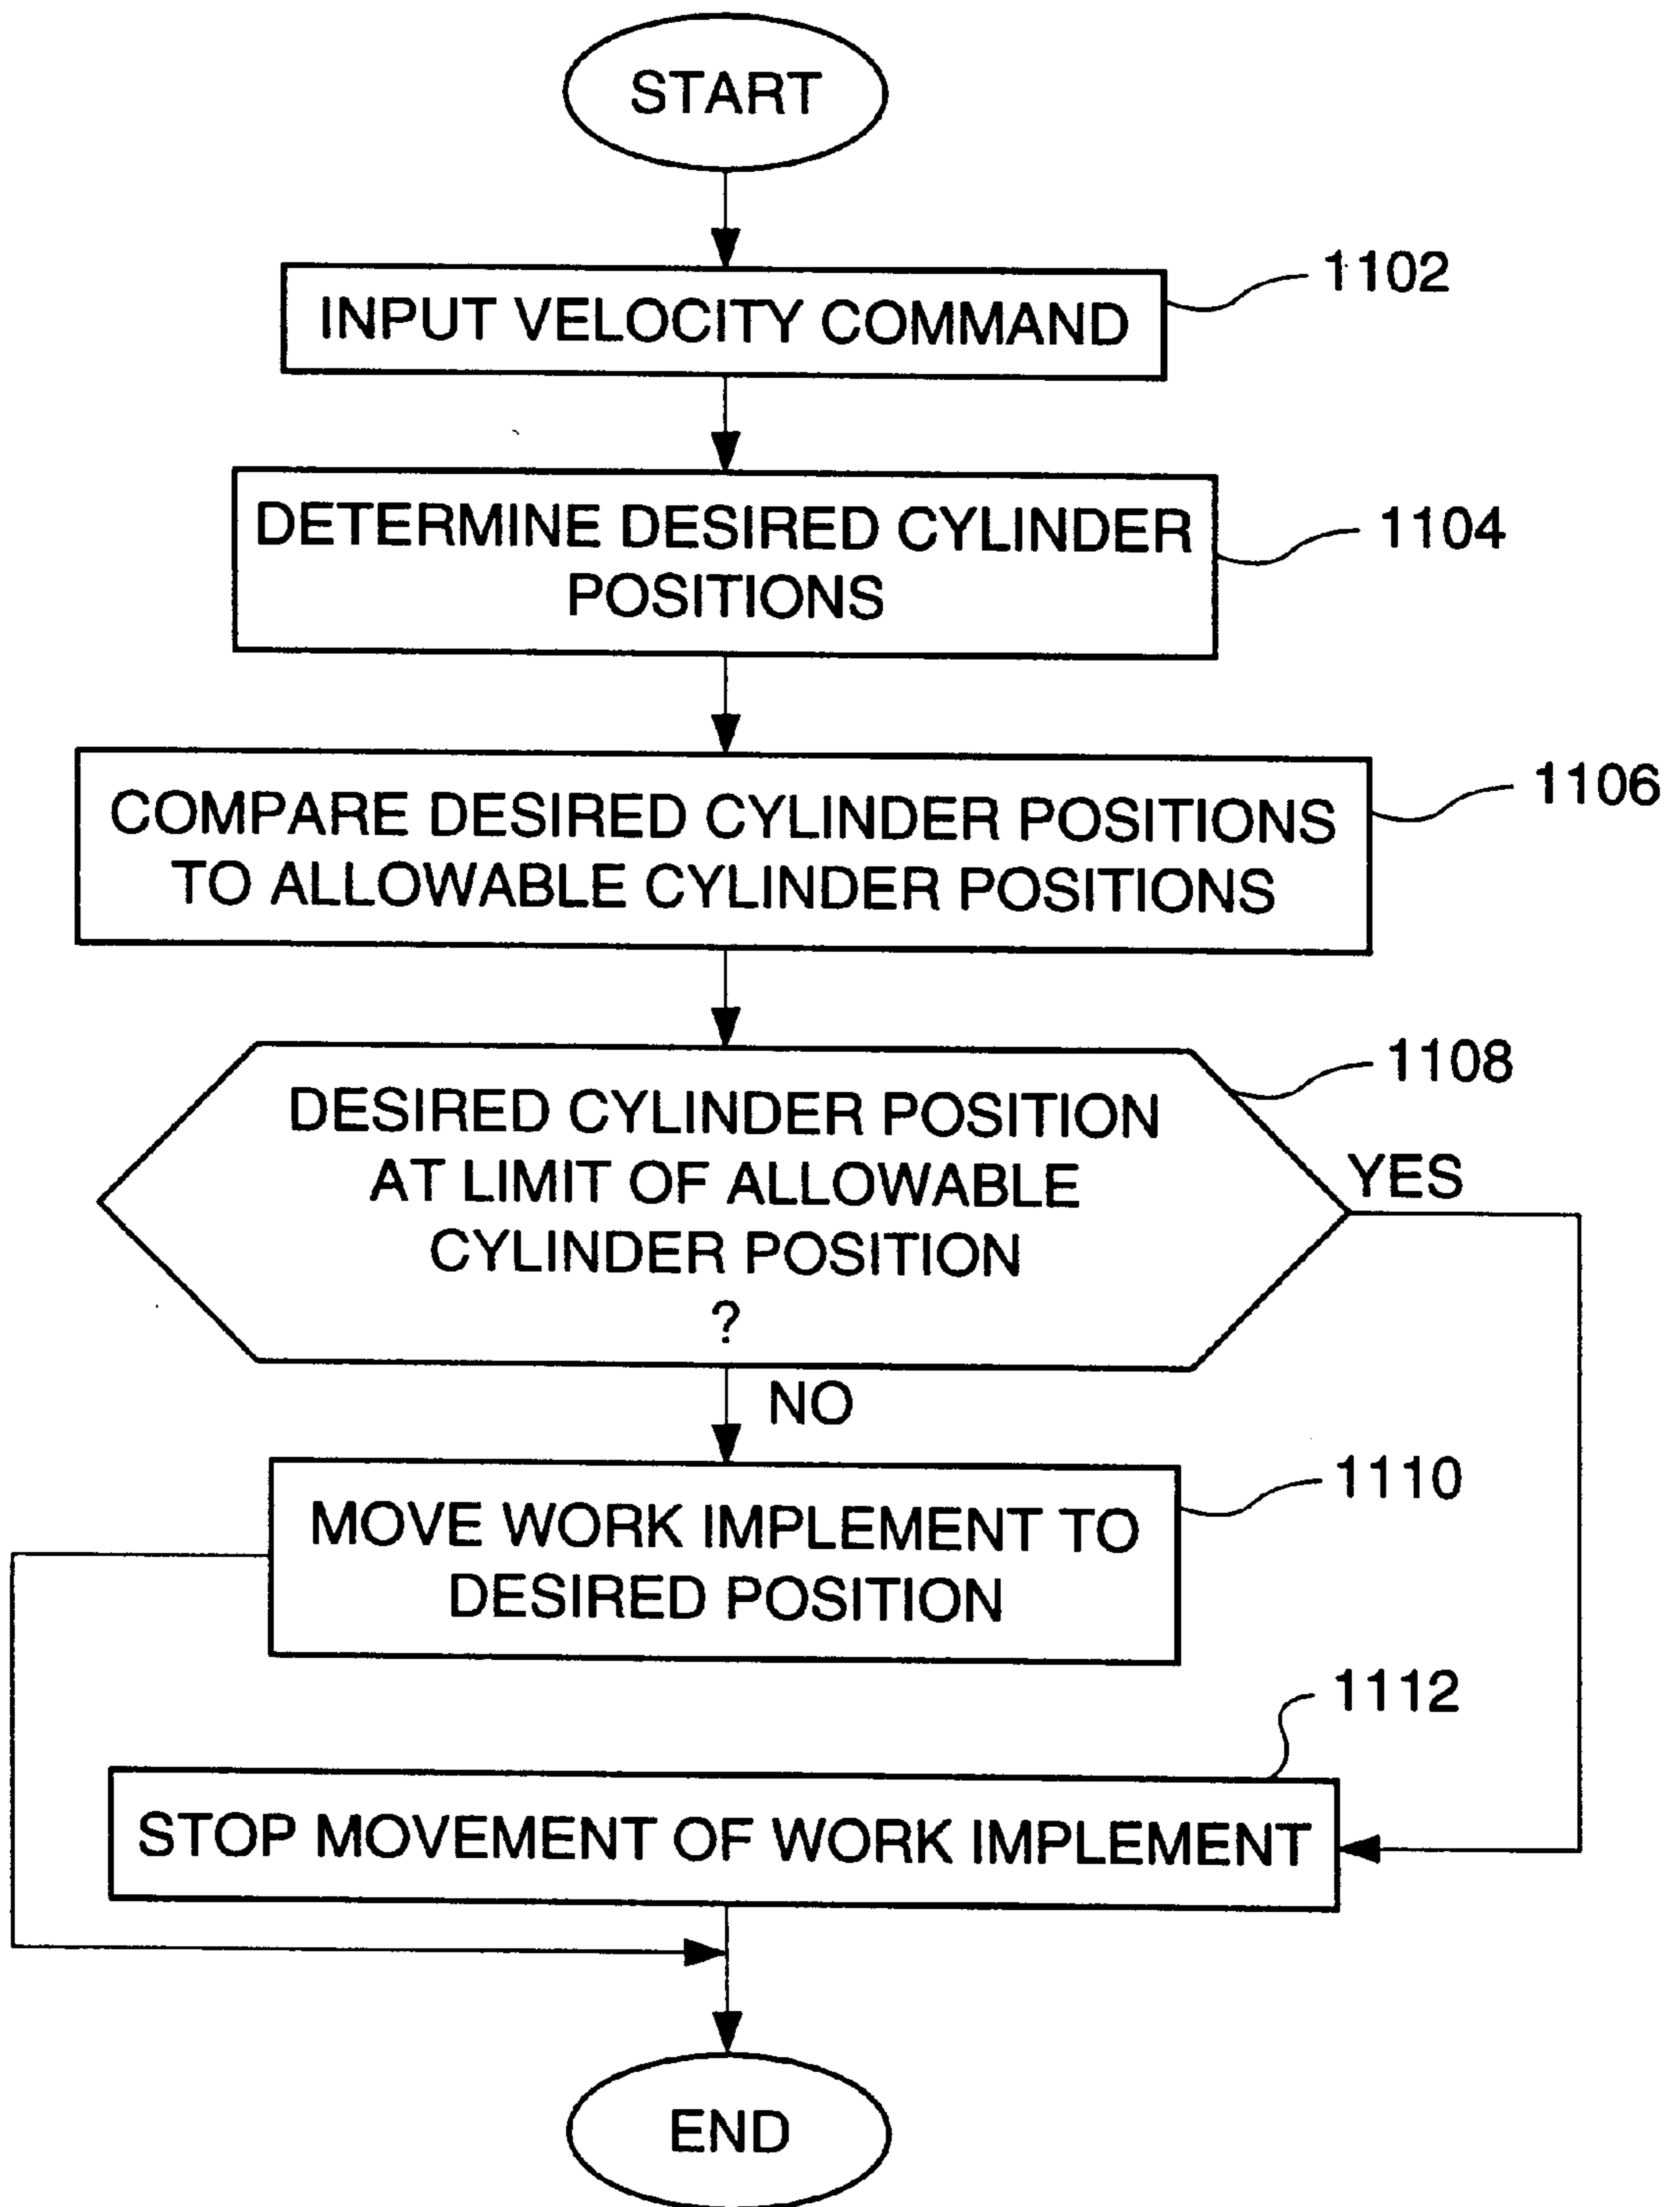 START
INPUT VELOCITY COMMAND
1102
DETERMINE DESIRED CYLINDER
POSITIONS
1104
COMPARE DESIRED CYLINDER POSITIONS
TO ALLOWABLE CYLINDER POSITIONS
1106
DESIRED CYLINDER POSITION
AT LIMIT OF ALLOWABLE
CYLINDER POSITION
?
1108
YES
NO
MOVE WORK IMPLEMENT TO
DESIRED POSITION
1110
STOP MOVEMENT OF WORK IMPLEMENT
1112
END